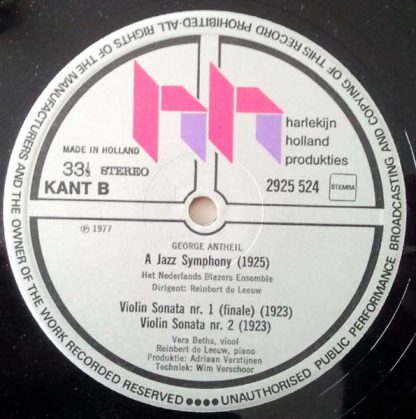 ALL RIGHTS OF THE MANUFACTURERS AND THE OWNER OF THE WORK RECORDED RESERVED ●●●● UNAUTHORISED PUBLIC PERFORMANCE BROADCASTING AND COPYING OF THIS RECORD PROHIBITED-
harlekijn
holland
produkties
MADE IN HOLLAND
33⅓ STEREO
KANT B
2925 524
STEMRA
℗ 1977
GEORGE ANTHEIL
A Jazz Symphony (1925)
Het Nederlands Blazers Ensemble
Dirigent: Reinbert de Leeuw
Violin Sonata nr. 1 (finale) (1923)
Violin Sonata nr. 2 (1923)
Vera Beths, viool
Reinbert de Leeuw, piano
Produktie: Adriaan Verstijnen
Techniek: Wim Verschoor